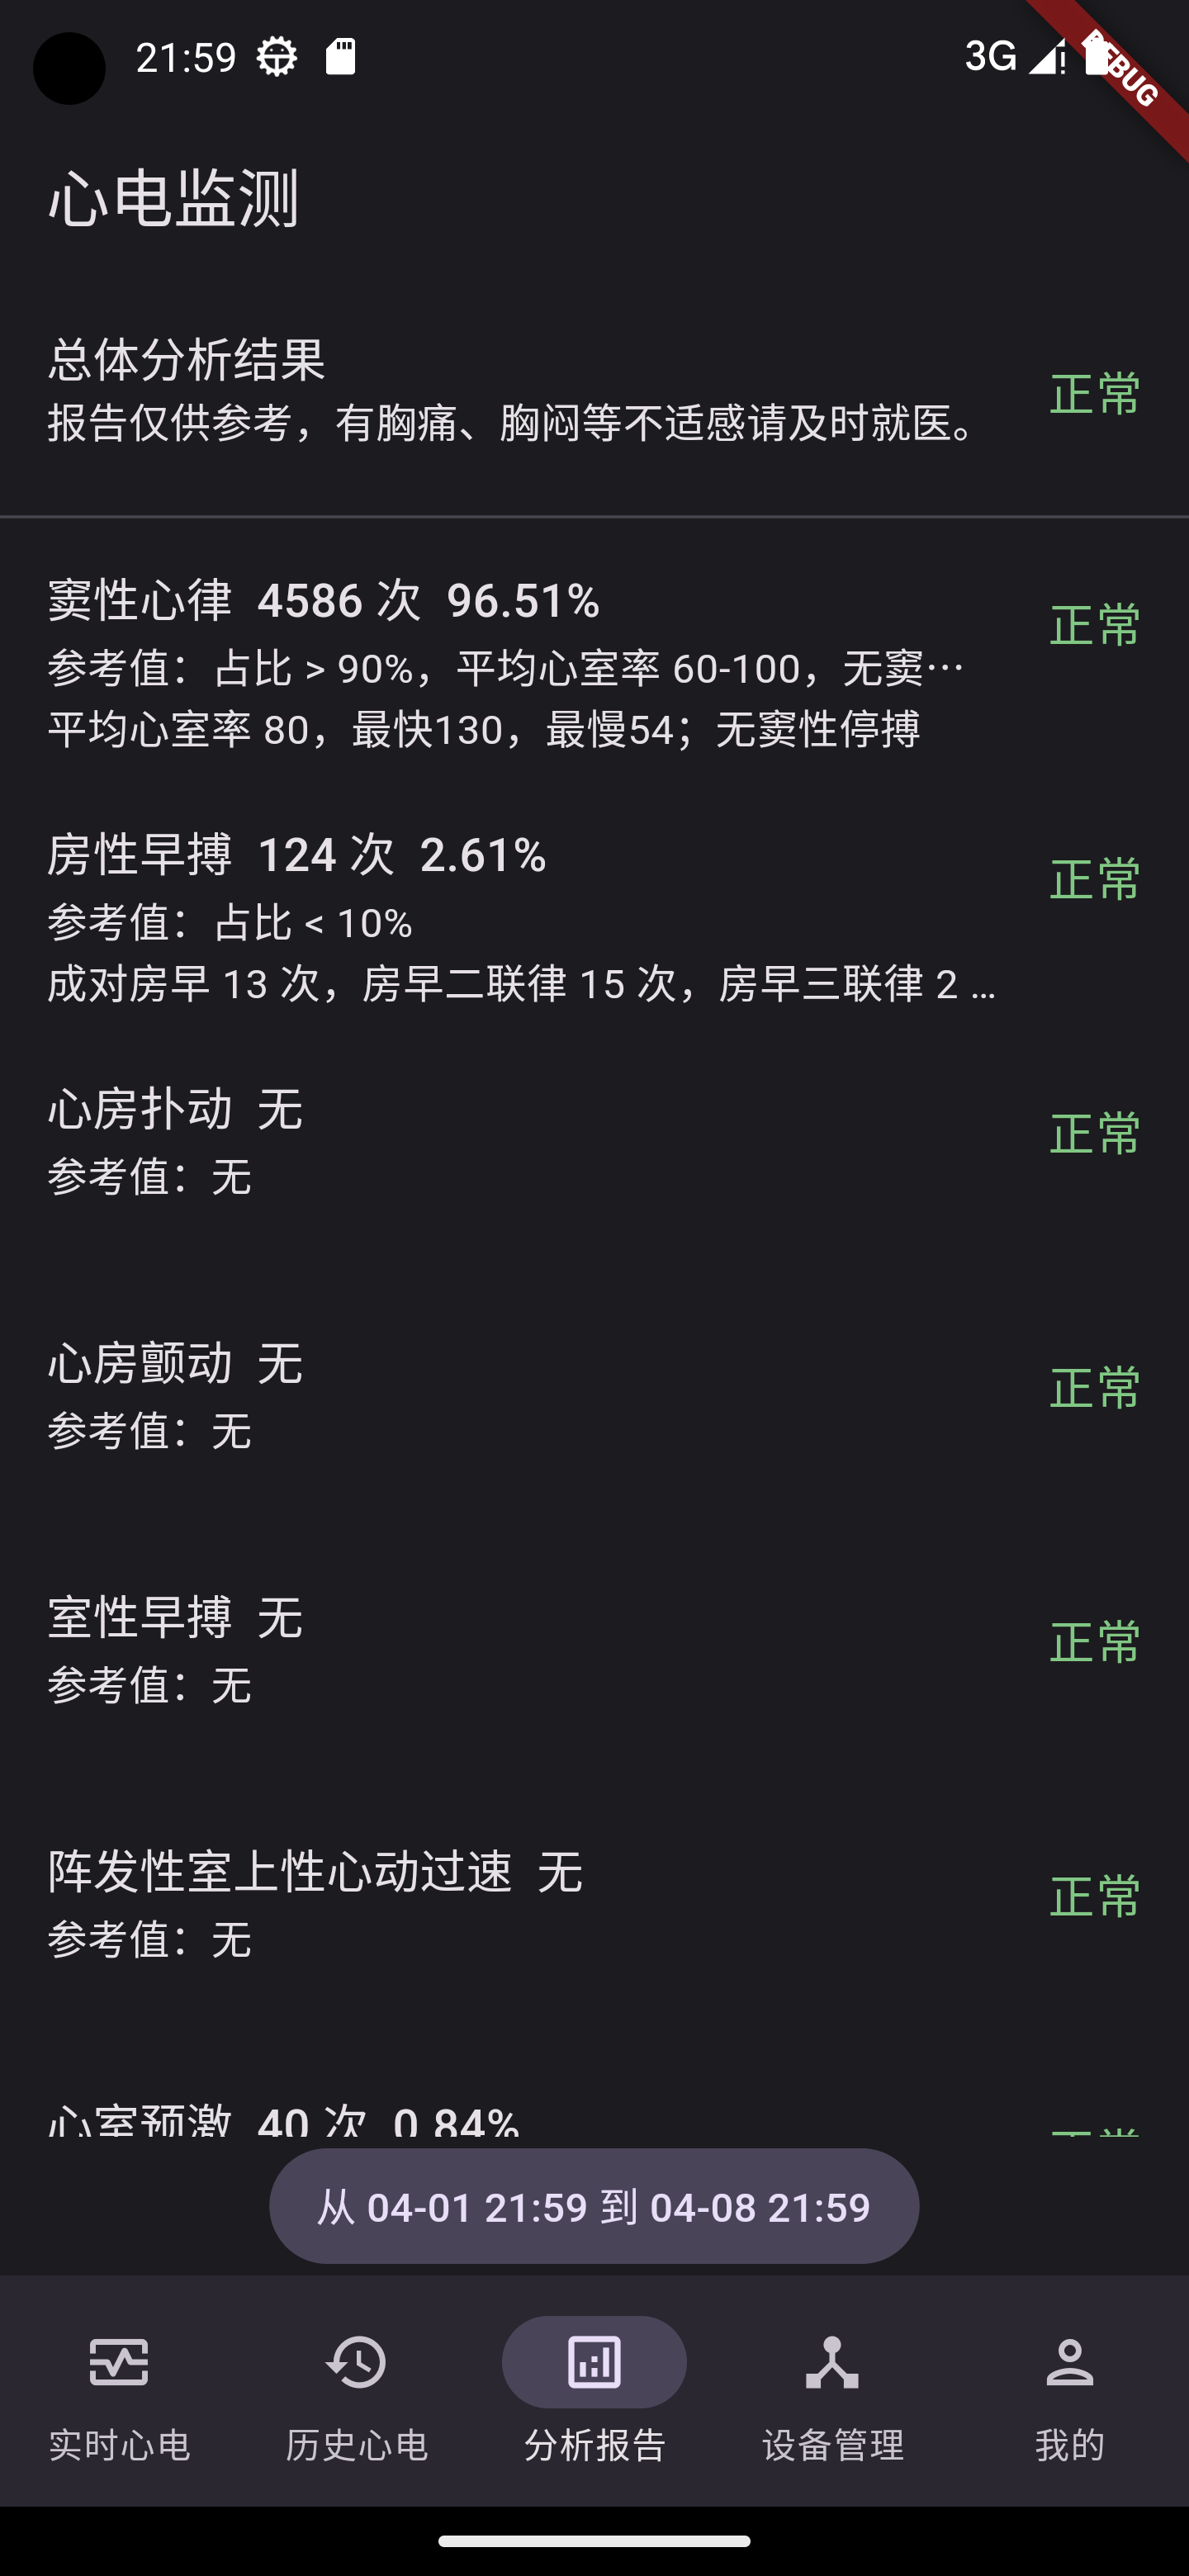 21:59
3G
DEBUG
心电监测
总体分析结果
报告仅供参考，有胸痛、胸闷等不适感请及时就医。
正常
窦性心律 4586 次 96.51%
参考值：占比 > 90%，平均心室率 60-100，无窦…
平均心室率 80，最快130，最慢54；无窦性停搏
正常
房性早搏 124 次 2.61%
参考值：占比 < 10%
成对房早 13 次，房早二联律 15 次，房早三联律 2 ...
正常
心房扑动 无
参考值：无
正常
心房颤动 无
参考值：无
正常
室性早搏 无
参考值：无
正常
阵发性室上性心动过速 无
参考值：无
正常
心室预激 40 次 0.84%
正常
从 04-01 21:59 到 04-08 21:59
实时心电
历史心电
分析报告
设备管理
我的